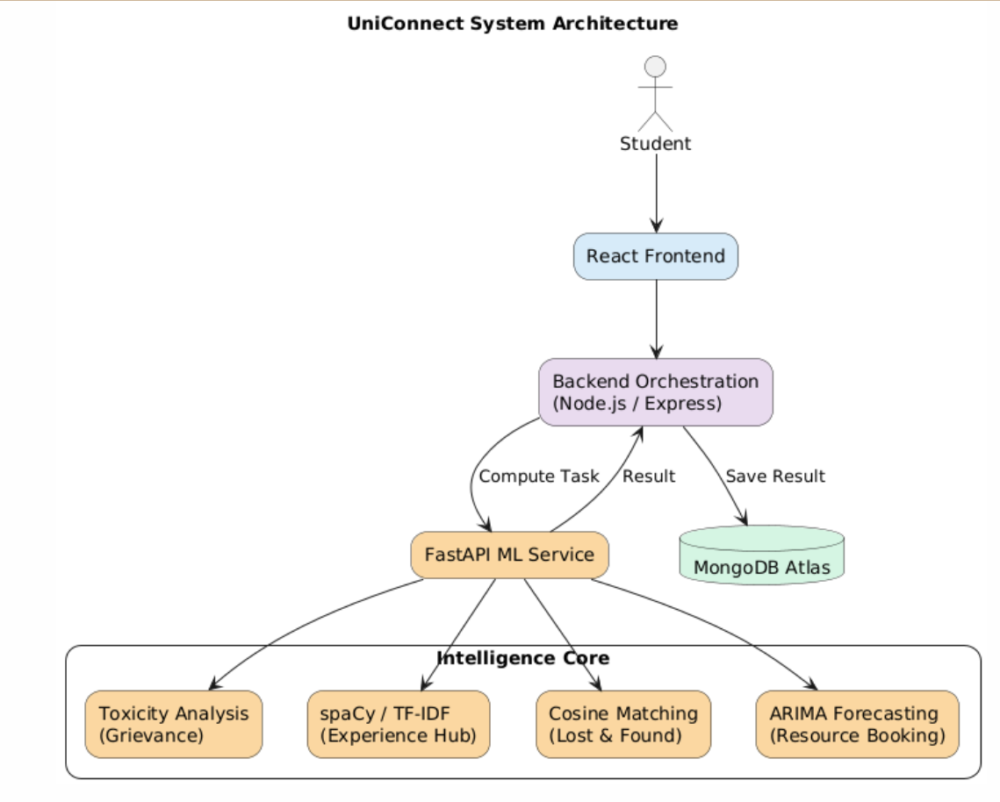 UniConnect System Architecture
Student
React Frontend
Backend Orchestration
(Node.js / Express)
Compute Task
Result
Save Result
FastAPI ML Service
MongoDB Atlas
Intelligence Core
Toxicity Analysis
(Grievance)
spaCy / TF-IDF
(Experience Hub)
Cosine Matching
(Lost & Found)
ARIMA Forecasting
(Resource Booking)